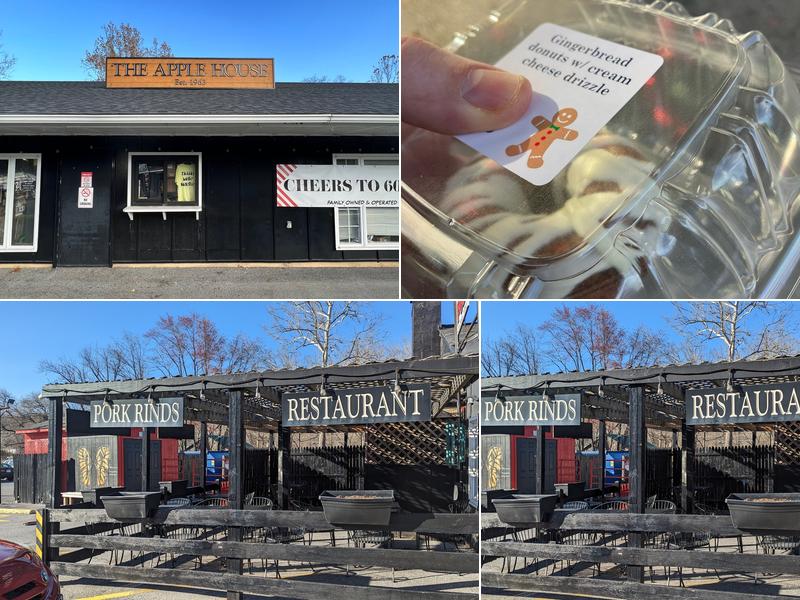 THE APPLE HOUSE
Est. 1963
CHEERS TO 60
FAMILY OWNED & OPERATED
Gingerbread
donuts w/ cream
cheese drizzle
PORK RINDS
RESTAURANT
PORK RINDS
RESTAURA